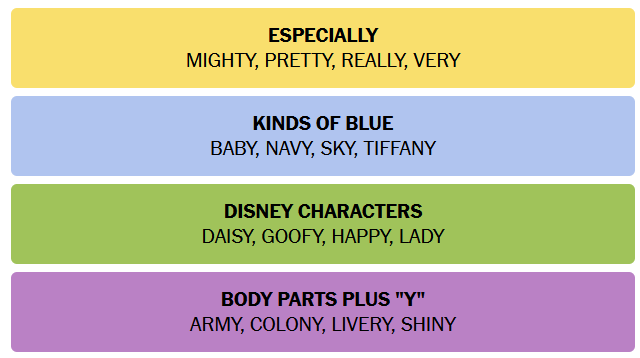 ESPECIALLY
MIGHTY, PRETTY, REALLY, VERY
KINDS OF BLUE
BABY, NAVY, SKY, TIFFANY
DISNEY CHARACTERS
DAISY, GOOFY, HAPPY, LADY
BODY PARTS PLUS "Y"
ARMY, COLONY, LIVERY, SHINY